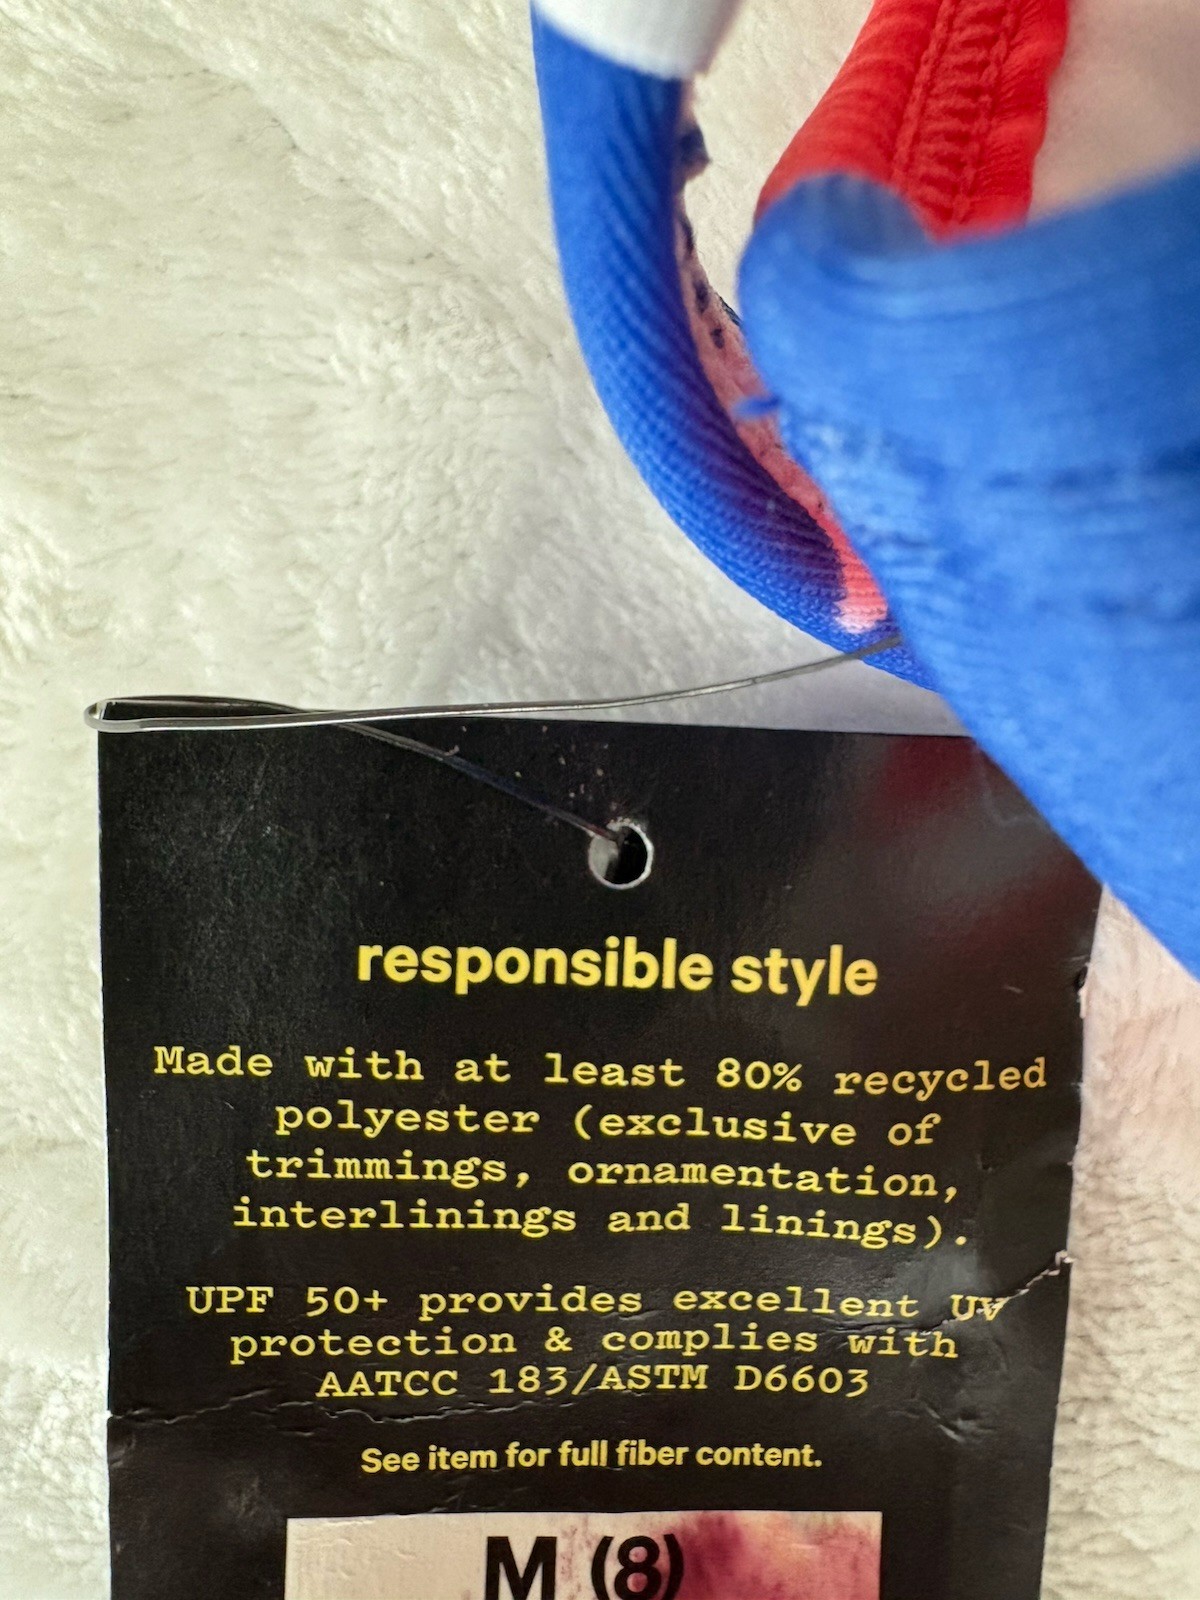 responsible style
Made with at least 80% recycled
polyester (exclusive of
trimmings, ornamentation,
interlinings and linings).
UPF 50+ provides excellent UV
protection & complies with
AATCC 183/ASTM D6603
See item for full fiber content.
M (8)